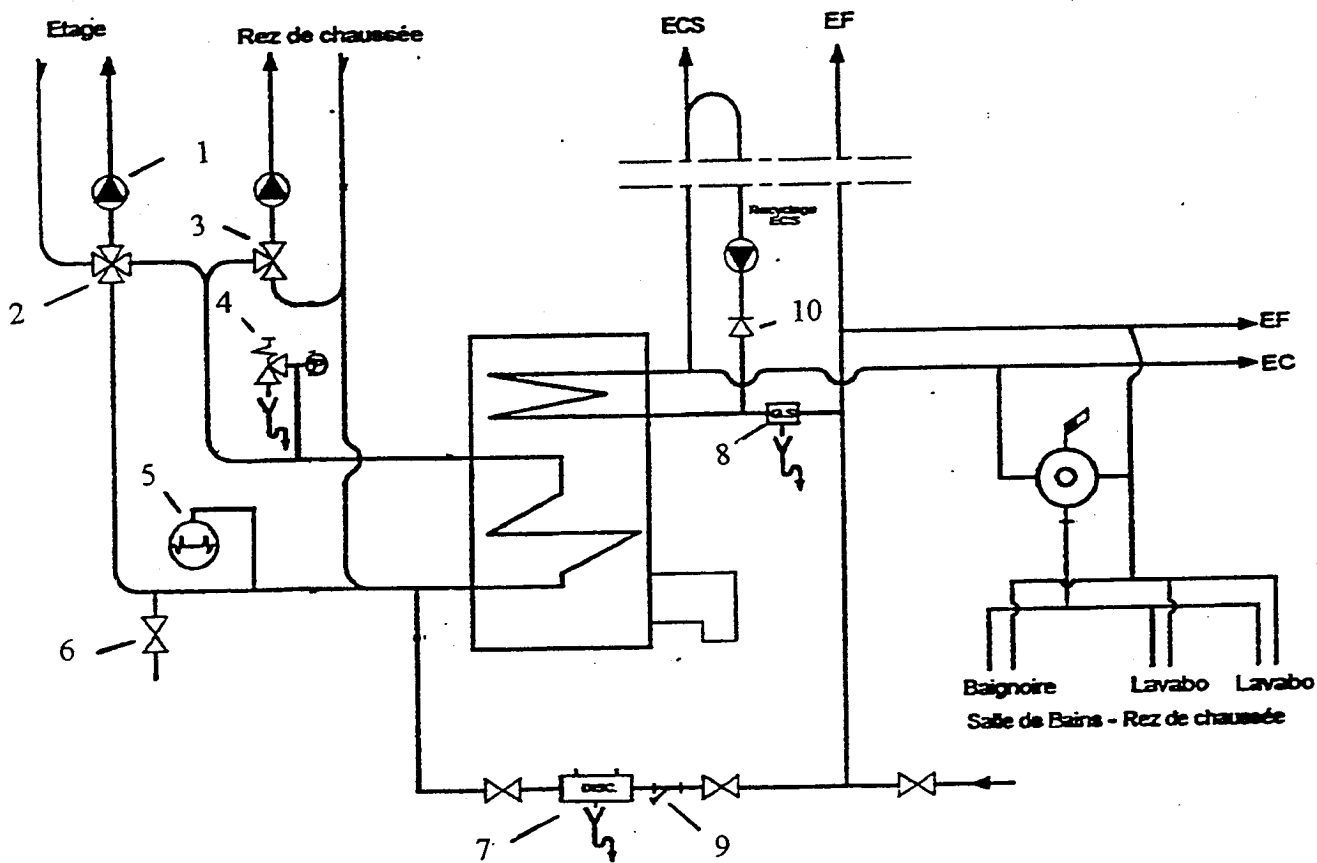 Etage
Rez de chaussée
ECS
EF
1
Recyclage
ECS
3
2
4
10
EF
EC
8
5
6
Baignoire
Lavabo
Lavabo
Salle de Bains - Rez de chaussée
DISC.
7
9